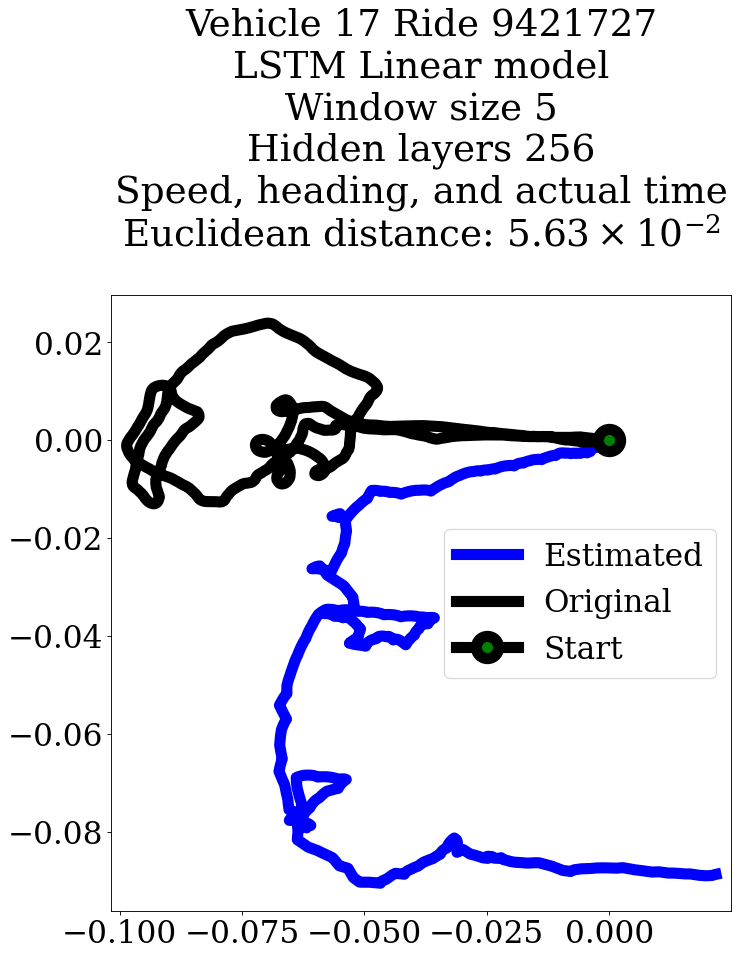 Vehicle 17 Ride 9421727
LSTM Linear model
Window size 5
Hidden layers 256
Speed, heading, and actual time
Euclidean distance: 5.63 × 10⁻²
0.02
0.00
−0.02
−0.04
−0.06
−0.08
Estimated
Original
Start
−0.100 −0.075 −0.050 −0.025 0.000